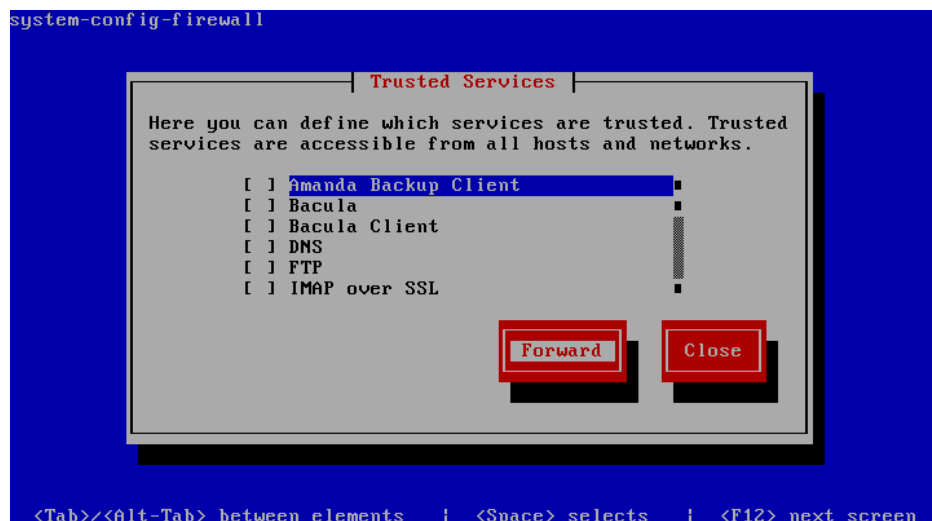 system-config-firewall
Trusted Services
Here you can define which services are trusted. Trusted
services are accessible from all hosts and networks.
[ ] Amanda Backup Client
[ ] Bacula
[ ] Bacula Client
[ ] DNS
[ ] FTP
[ ] IMAP over SSL
Forward Close
<Tab>/<Alt-Tab> between elements | <Space> selects | <F12> next screen